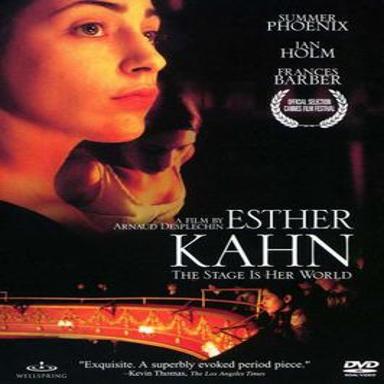 SUMMER
PHOENIX
IAN
HOLM
FRANCES
BARBER
OFFICIAL SELECTION
CANNES FILM FESTIVAL
A FILM BY
ARNAUD DESPLECHIN
ESTHER
KAHN
THE STAGE IS HER WORLD
WELLSPRING
"Exquisite. A superbly evoked period piece."
-Kevin Thomas, The Los Angeles Times
DVD